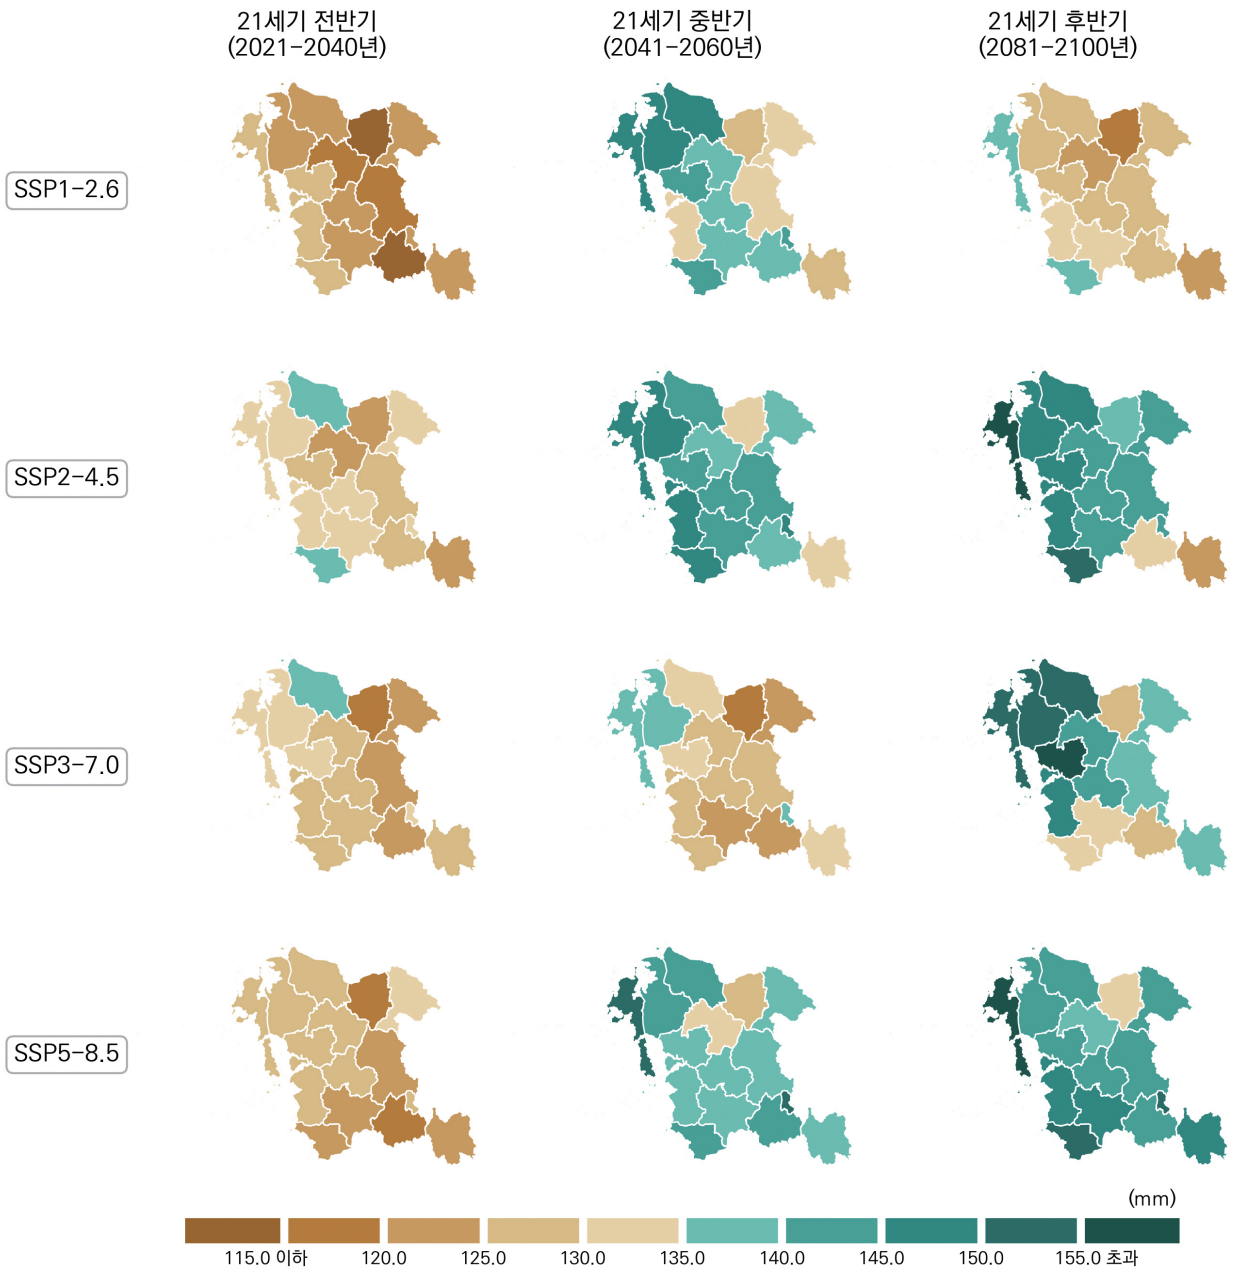 21세기 전반기
(2021-2040년)
21세기 중반기
(2041-2060년)
21세기 후반기
(2081-2100년)
SSP1-2.6
SSP2-4.5
SSP3-7.0
SSP5-8.5
(mm)
115.0 이하 120.0 125.0 130.0 135.0 140.0 145.0 150.0 155.0 초과